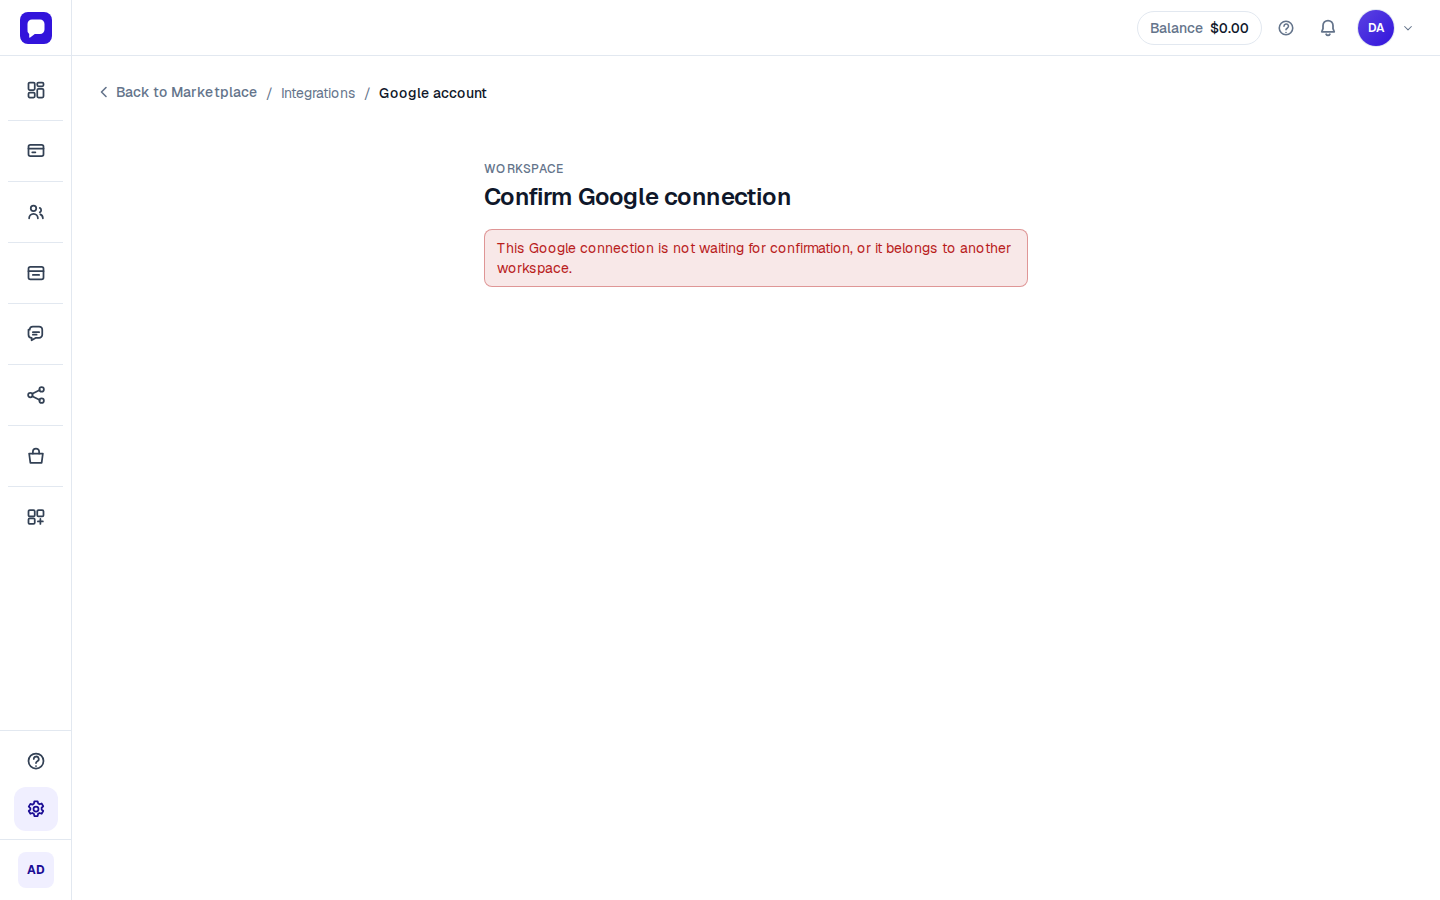 Balance $0.00
DA
Back to Marketplace / Integrations / Google account
WORKSPACE
Confirm Google connection
This Google connection is not waiting for confirmation, or it belongs to another
workspace.
AD